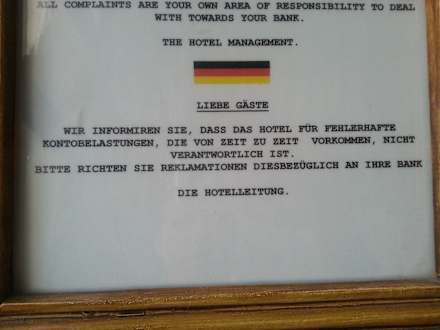 ALL COMPLAINTS ARE YOUR OWN AREA OF RESPONSIBILITY TO DEAL
WITH TOWARDS YOUR BANK.
THE HOTEL MANAGEMENT.
LIEBE GÄSTE
WIR INFORMIREN SIE, DASS DAS HOTEL FÜR FEHLERHAFTE
KONTOBELASTUNGEN, DIE VON ZEIT ZU ZEIT VORKOMMEN, NICHT
VERANTWORTLICH IST.
BITTE RICHTEN SIE REKLAMATIONEN DIESBEZÜGLICH AN IHRE BANK
DIE HOTELLEITUNG.